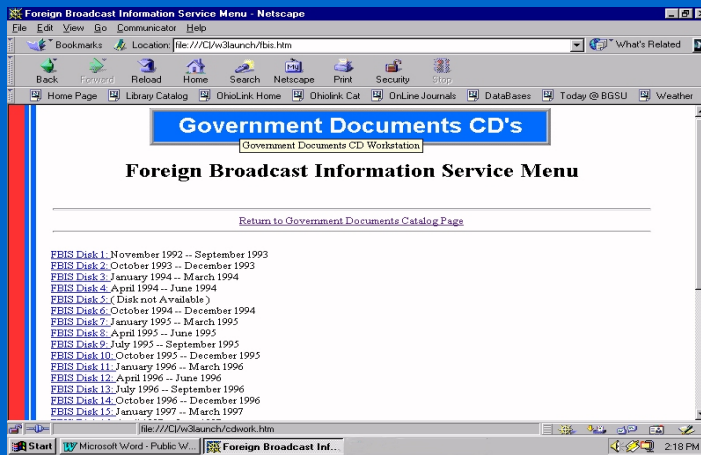 Foreign Broadcast Information Service Menu - Netscape
File Edit View Go Communicator Help
Bookmarks Location: file:///C|/w3launch/fbis.htm What's Related
Back Forward Reload Home Search Netscape Print Security Stop
Home Page Library Catalog OhioLink Home Ohiolink Cat OnLine Journals DataBases Today @ BGSU Weather
Government Documents CD's
Government Documents CD Workstation
Foreign Broadcast Information Service Menu
Return to Government Documents Catalog Page
FBIS Disk 1: November 1992 -- September 1993
FBIS Disk 2: October 1993 -- December 1993
FBIS Disk 3: January 1994 -- March 1994
FBIS Disk 4: April 1994 -- June 1994
FBIS Disk 5: ( Disk not Available )
FBIS Disk 6: October 1994 -- December 1994
FBIS Disk 7: January 1995 -- March 1995
FBIS Disk 8: April 1995 -- June 1995
FBIS Disk 9: July 1995 -- September 1995
FBIS Disk 10: October 1995 -- December 1995
FBIS Disk 11: January 1996 -- March 1996
FBIS Disk 12: April 1996 -- June 1996
FBIS Disk 13: July 1996 -- September 1996
FBIS Disk 14: October 1996 -- December 1996
FBIS Disk 15: January 1997 -- March 1997
file:///C|/w3launch/cdwork.htm
Start Microsoft Word - Public W... Foreign Broadcast Inf... 2:18 PM